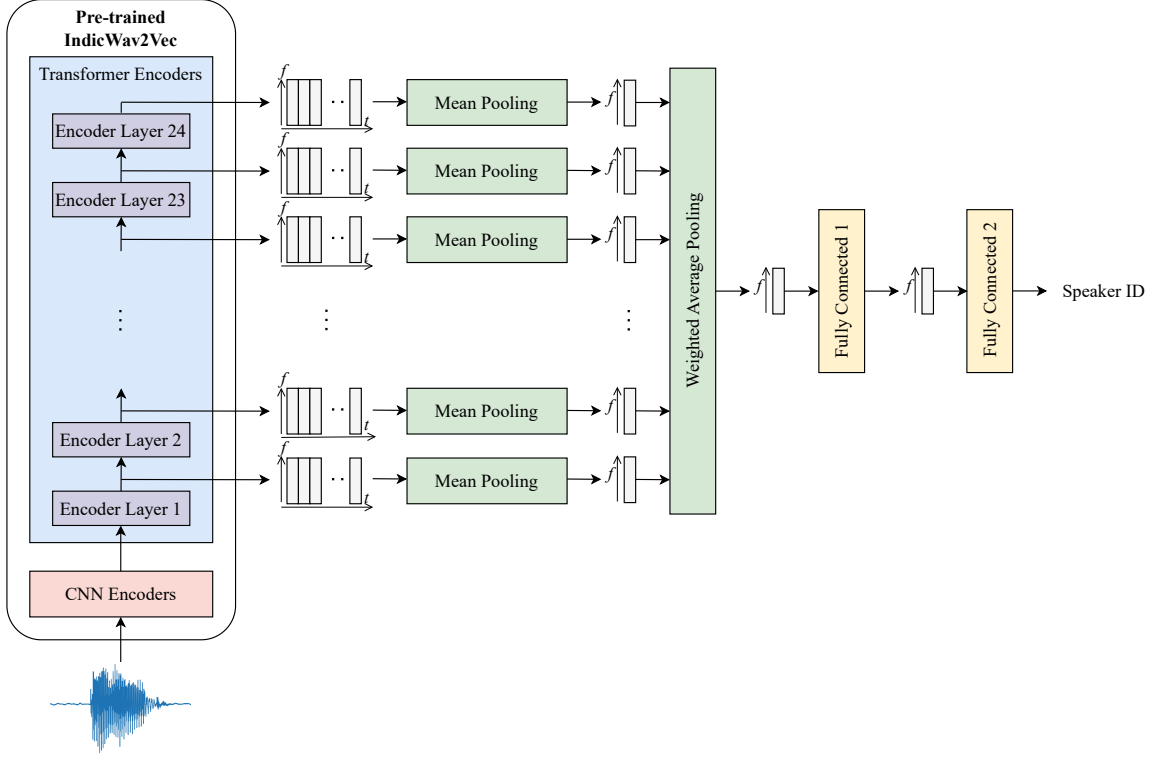 Pre-trained
IndicWav2Vec
Transformer Encoders
Encoder Layer 24
Encoder Layer 23
⋮
Encoder Layer 2
Encoder Layer 1
CNN Encoders
f
· ·
t
Mean Pooling
f
f
· ·
t
Mean Pooling
f
f
· ·
t
Mean Pooling
f
⋮
⋮
f
· ·
t
Mean Pooling
f
f
· ·
t
Mean Pooling
f
Weighted Average Pooling
f
Fully Connected 1
f
Fully Connected 2
Speaker ID